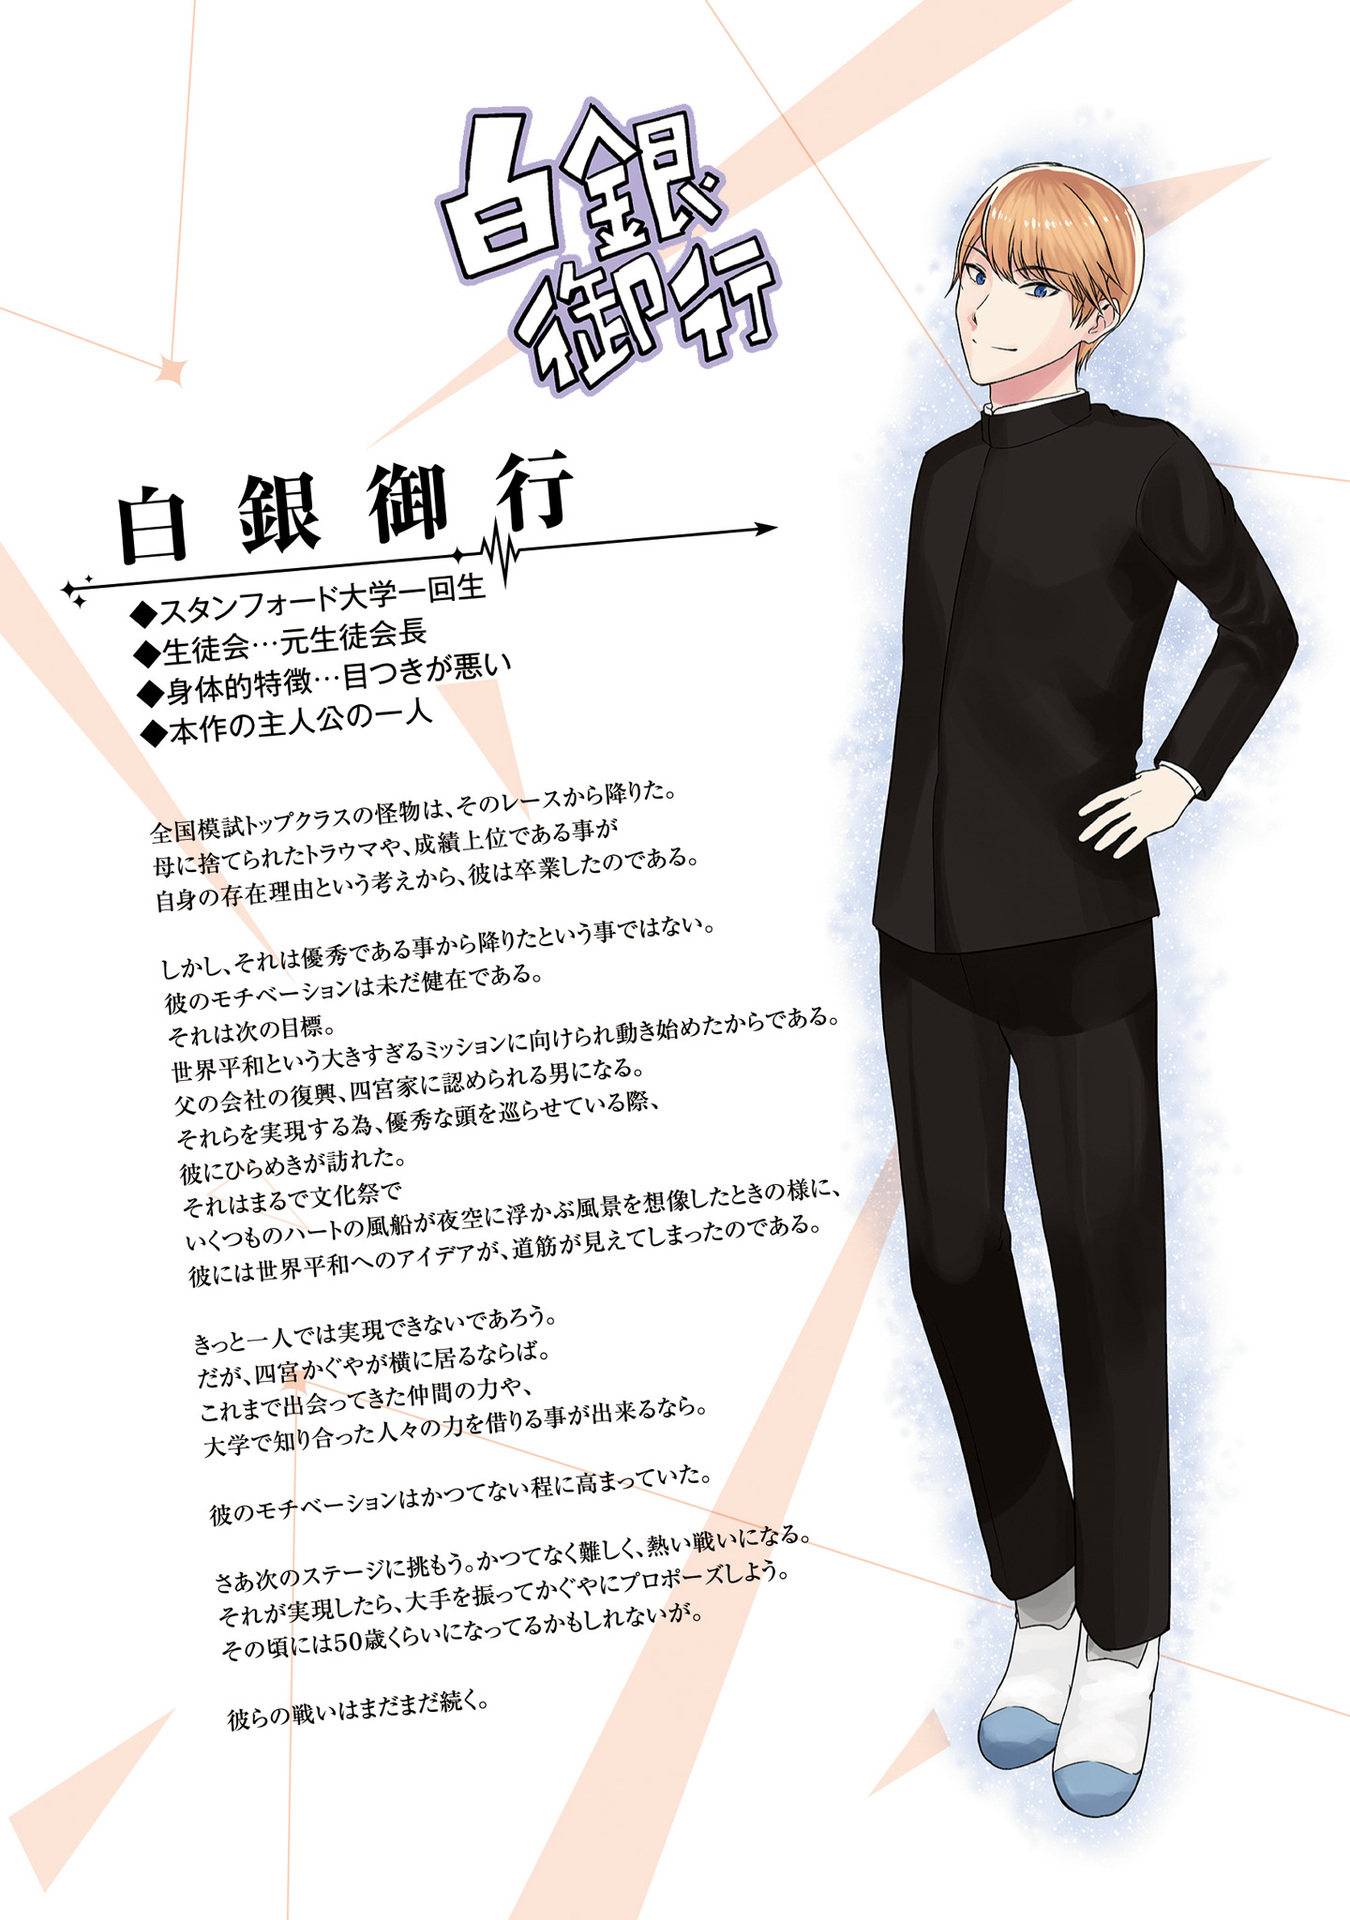 白銀
御行
白銀御行
◆スタンフォード大学一回生
◆生徒会…元生徒会長
◆身体的特徴…目つきが悪い
◆本作の主人公の一人
全国模試トップクラスの怪物は、そのレースから降りた。
母に捨てられたトラウマや、成績上位である事が
自身の存在理由という考えから、彼は卒業したのである。
しかし、それは優秀である事から降りたという事ではない。
彼のモチベーションは未だ健在である。
それは次の目標。
世界平和という大きすぎるミッションに向けられ動き始めたからである。
父の会社の復興、四宮家に認められる男になる。
それらを実現する為、優秀な頭を巡らせている際、
彼にひらめきが訪れた。
それはまるで文化祭で
いくつものハートの風船が夜空に浮かぶ風景を想像したときの様に、
彼には世界平和へのアイデアが、道筋が見えてしまったのである。
きっと一人では実現できないであろう。
だが、四宮かぐやが横に居るならば。
これまで出会ってきた仲間の力や、
大学で知り合った人々の力を借りる事が出来るなら。
彼のモチベーションはかつてない程に高まっていた。
さあ次のステージに挑もう。かつてなく難しく、熱い戦いになる。
それが実現したら、大手を振ってかぐやにプロポーズしよう。
その頃には50歳くらいになってるかもしれないが。
彼らの戦いはまだまだ続く。